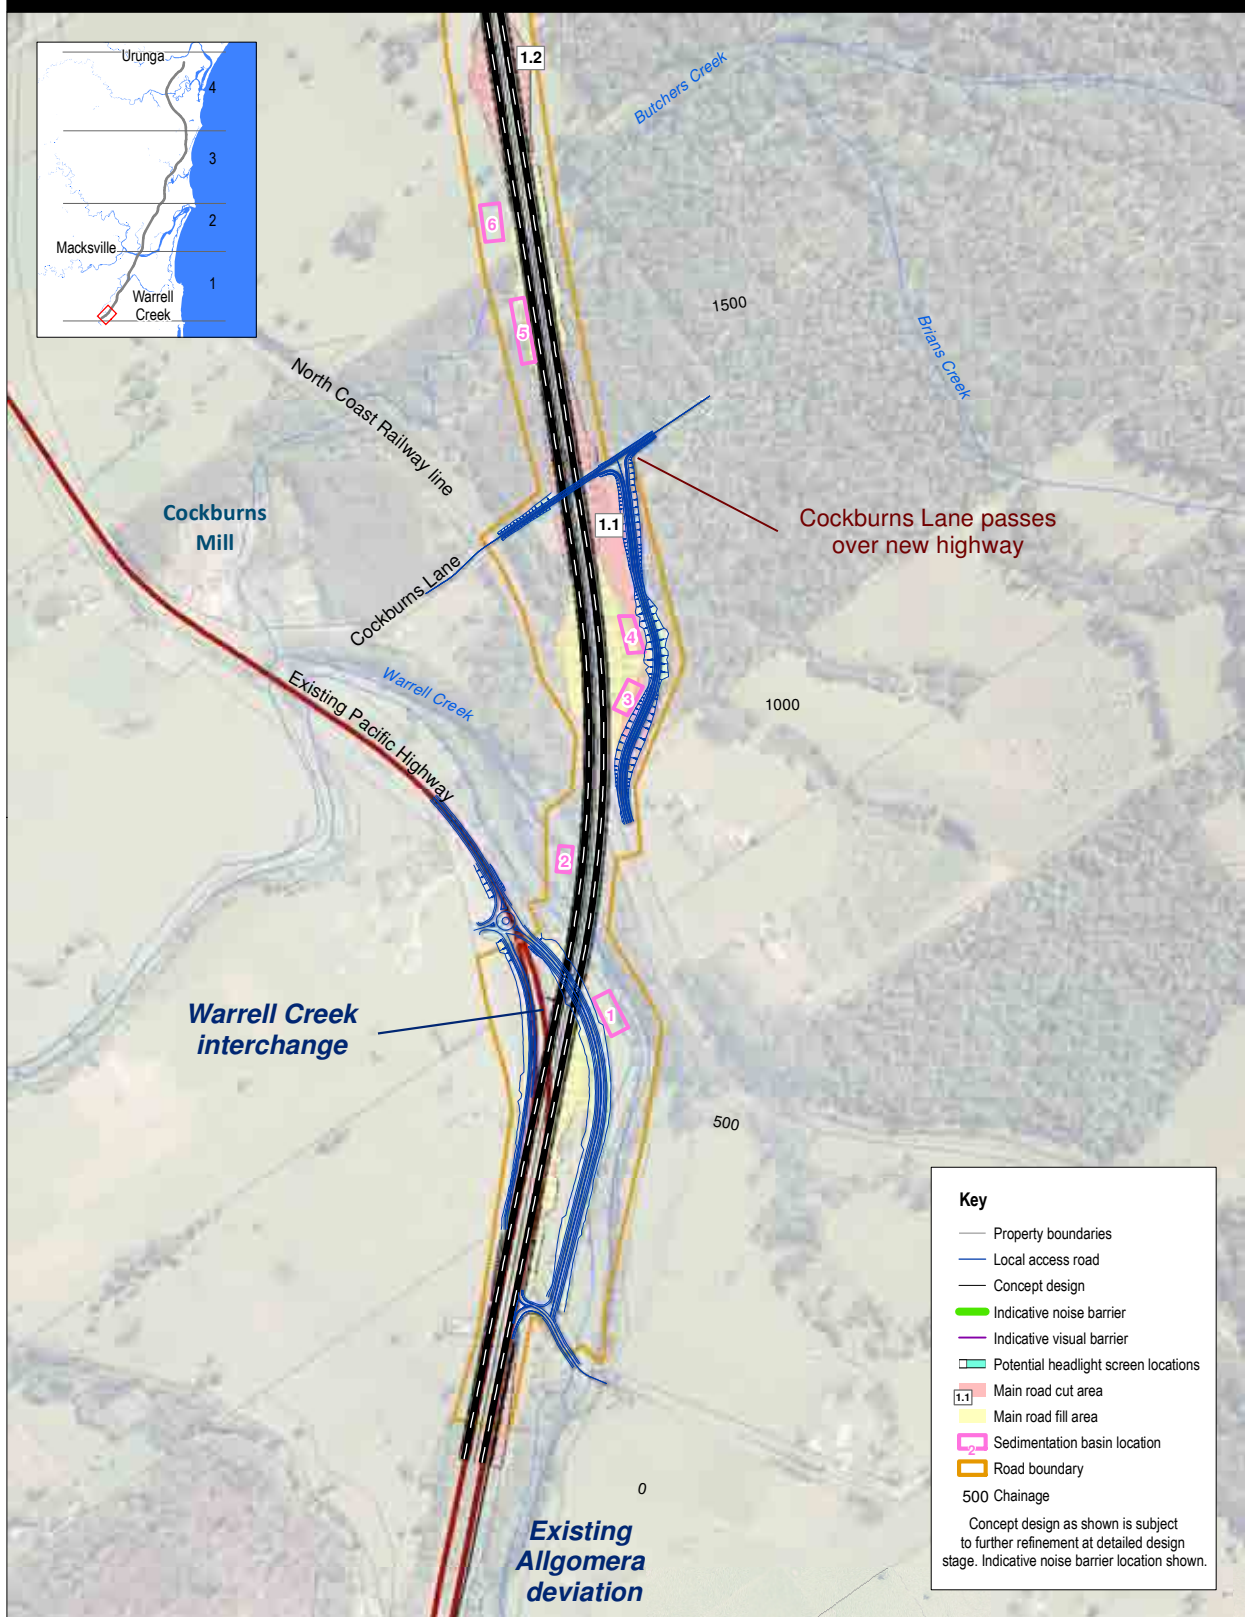 1.2
Urunga
4
3
2
Macksville
1
Warrell
Creek
Butchers Creek
6
1500
5
Brians Creek
North Coast Railway line
Cockburns
Mill
1.1
Cockburns Lane passes
over new highway
Cockburns Lane
4
Warrell Creek
Existing Pacific Highway
3
1000
2
Warrell Creek
interchange
1
500
Key
Property boundaries
Local access road
Concept design
Indicative noise barrier
Indicative visual barrier
Potential headlight screen locations
1.1 Main road cut area
Main road fill area
2 Sedimentation basin location
Road boundary
500 Chainage
Concept design as shown is subject
to further refinement at detailed design
stage. Indicative noise barrier location shown.
0
Existing
Allgomera
deviation